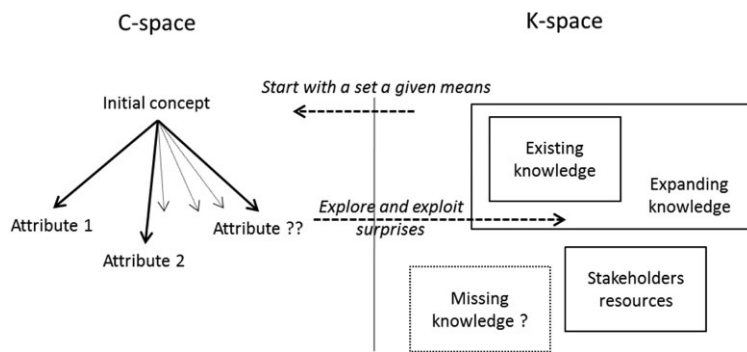 C-space
K-space
Start with a set a given means
Initial concept
Existing
knowledge
Expanding
knowledge
Explore and exploit
surprises
Attribute 1
Attribute ??
Attribute 2
Stakeholders
resources
Missing
knowledge ?